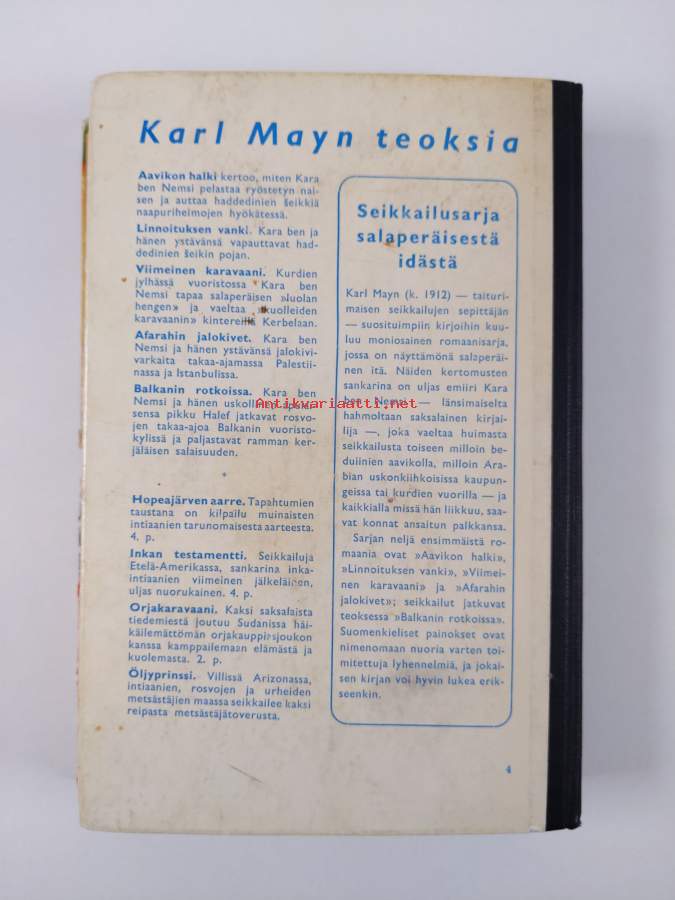 Karl Mayn teoksia
Aavikon halki kertoo, miten Kara
ben Nemsi pelastaa ryöstetyn nai-
sen ja auttaa haddedinien šeikkiä
naapuriheimojen hyökätessä.
Linnoituksen vanki. Kara ben ja
hänen ystävänsä vapauttavat had-
dedinien šeikin pojan.
Viimeinen karavaani. Kurdien
jylhässä vuoristossa Kara ben
Nemsi tapaa salaperäisen »luolan
hengen» ja vaeltaa »kuolleiden
karavaanin» kintereillä Kerbelaan.
Afarahin jalokivet. Kara ben
Nemsi ja hänen ystävänsä jalokivi-
varkaita takaa-ajamassa Palestii-
nassa ja Istanbulissa.
Balkanin rotkoissa. Kara ben
Nemsi ja hänen uskollinen
sensa pikku Halef jatkavat rosvo-
jen takaa-ajoa Balkanin vuoristo-
kylissä ja paljastavat ramman ker-
jäläisen salaisuuden.
Hopeajärven aarre. Tapahtumien
taustana on kilpailu muinaisten
intiaanien tarunomaisesta aarteesta.
4. p.
Inkan testamentti. Seikkailuja
Etelä-Amerikassa, sankarina inka-
intiaanien viimeinen jälkeläinen,
uljas nuorukainen. 4. p.
Orjakaravaani. Kaksi saksalaista
tiedemiestä joutuu Sudanissa häi-
käilemättömän orjakauppiasjoukon
kanssa kamppailemaan elämästä ja
kuolemasta. 2. p.
Öljyprinssi. Villissä Arizonassa,
intiaanien, rosvojen ja urheiden
metsästäjien maassa seikkailee kaksi
reipasta metsästäjätoverusta.
Seikkailusarja
salaperäisestä
idästä
Karl Mayn (k. 1912) — taituri-
maisen seikkailujen sepittäjän
— suosituimpiin kirjoihin kuu-
luu moniosainen romaanisarja,
jossa on näyttämönä salaperäi-
nen itä. Näiden kertomusten
sankarina on uljas emiiri Kara
ben Nemsi — länsimaiselta
hahmoltaan saksalainen kirjai-
lija —, joka vaeltaa huimasta
seikkailusta toiseen milloin be-
duiinien aavikolla, milloin Ara-
bian uskonkiihkoisissa kaupun-
geissa tai kurdien vuorilla — ja
kaikkialla missä hän liikkuu, saa-
vat konnat ansaitun palkkansa.
Sarjan neljä ensimmäistä ro-
maania ovat »Aavikon halki»,
»Linnoituksen vanki», »Viimei-
nen karavaani» ja »Afarahin
jalokivet»; seikkailut jatkuvat
teoksessa »Balkanin rotkoissa».
Suomenkieliset painokset ovat
nimenomaan nuoria varten toi-
mitettuja lyhennelmiä, ja jokai-
sen kirjan voi hyvin lukea erik-
seenkin.
4
Antikvariaatti.net